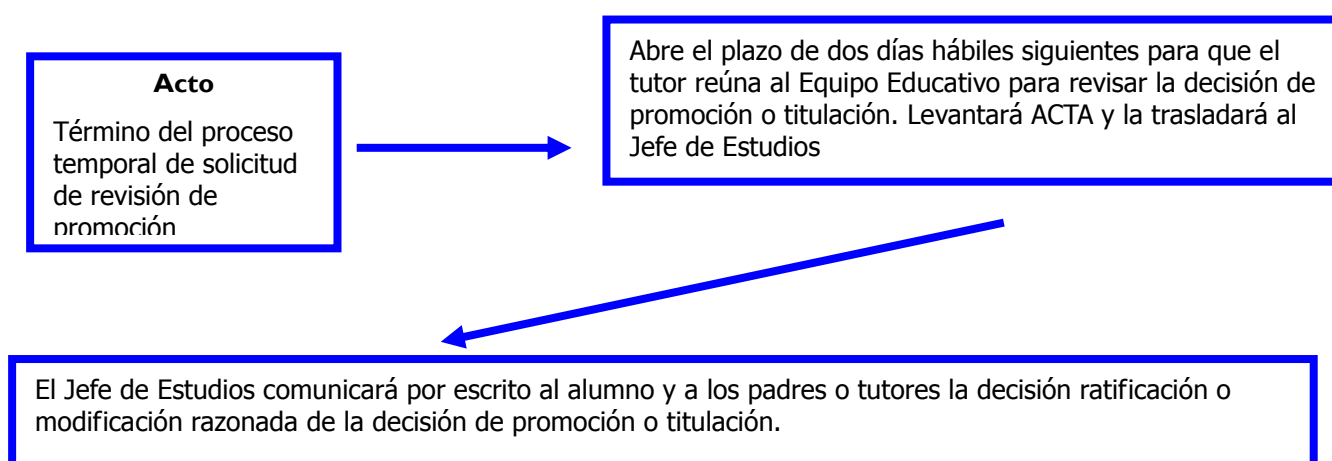 Acto
Término del proceso
temporal de solicitud
de revisión de
promoción
Abre el plazo de dos días hábiles siguientes para que el
tutor reúna al Equipo Educativo para revisar la decisión de
promoción o titulación. Levantará ACTA y la trasladará al
Jefe de Estudios
El Jefe de Estudios comunicará por escrito al alumno y a los padres o tutores la decisión ratificación o
modificación razonada de la decisión de promoción o titulación.